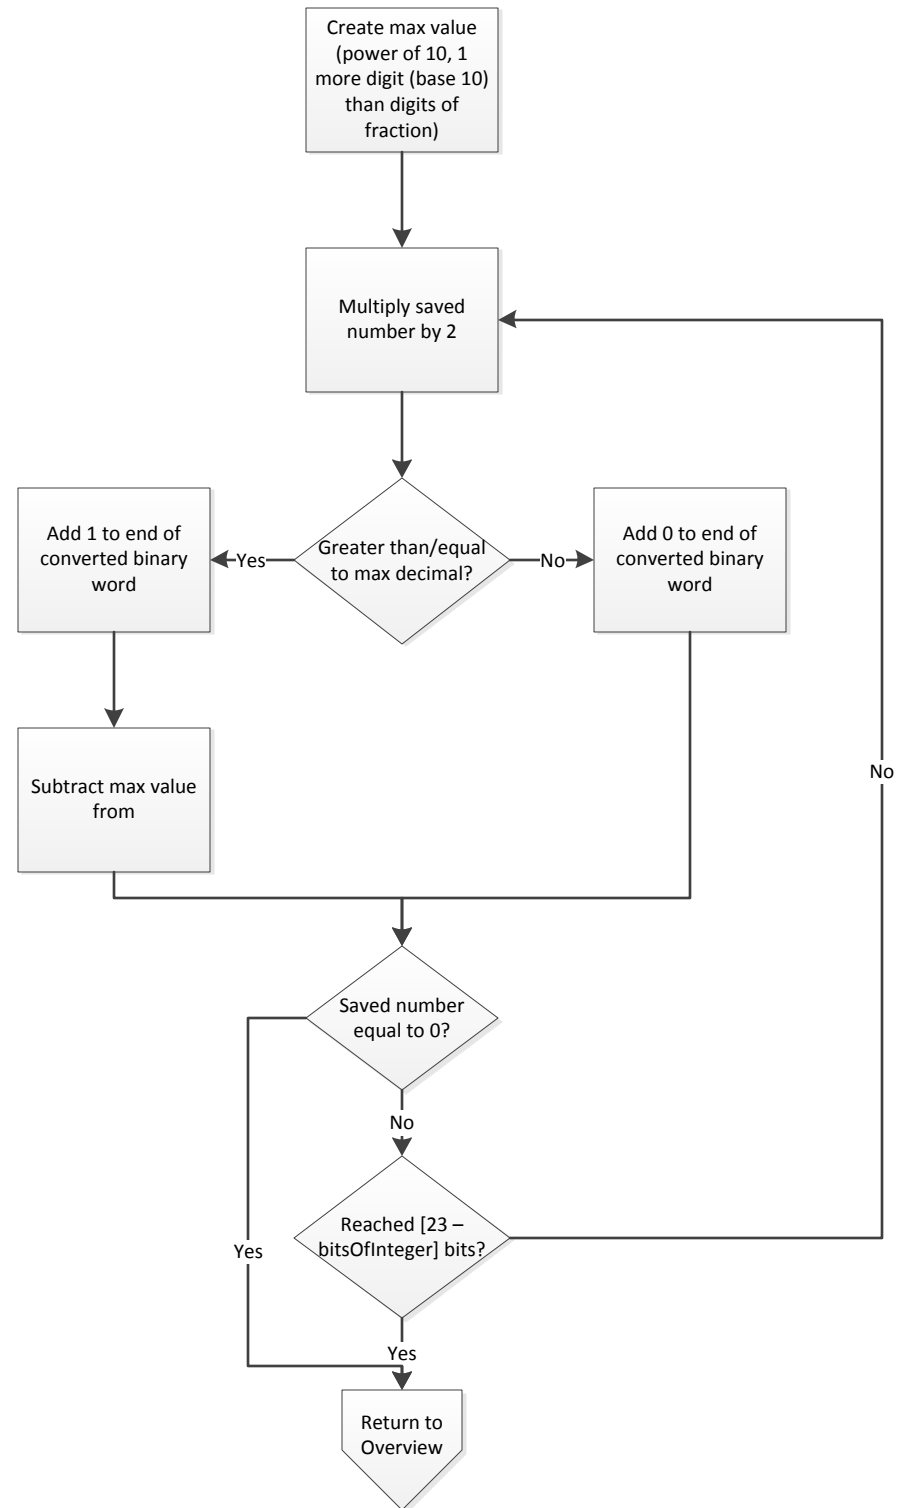 Create max value
(power of 10, 1
more digit (base 10)
than digits of
fraction)
Multiply saved
number by 2
Greater than/equal
to max decimal?
Yes
No
Add 1 to end of
converted binary
word
Add 0 to end of
converted binary
word
Subtract max value
from
No
Saved number
equal to 0?
No
Reached [23 –
bitsOfInteger] bits?
Yes
Yes
Return to
Overview